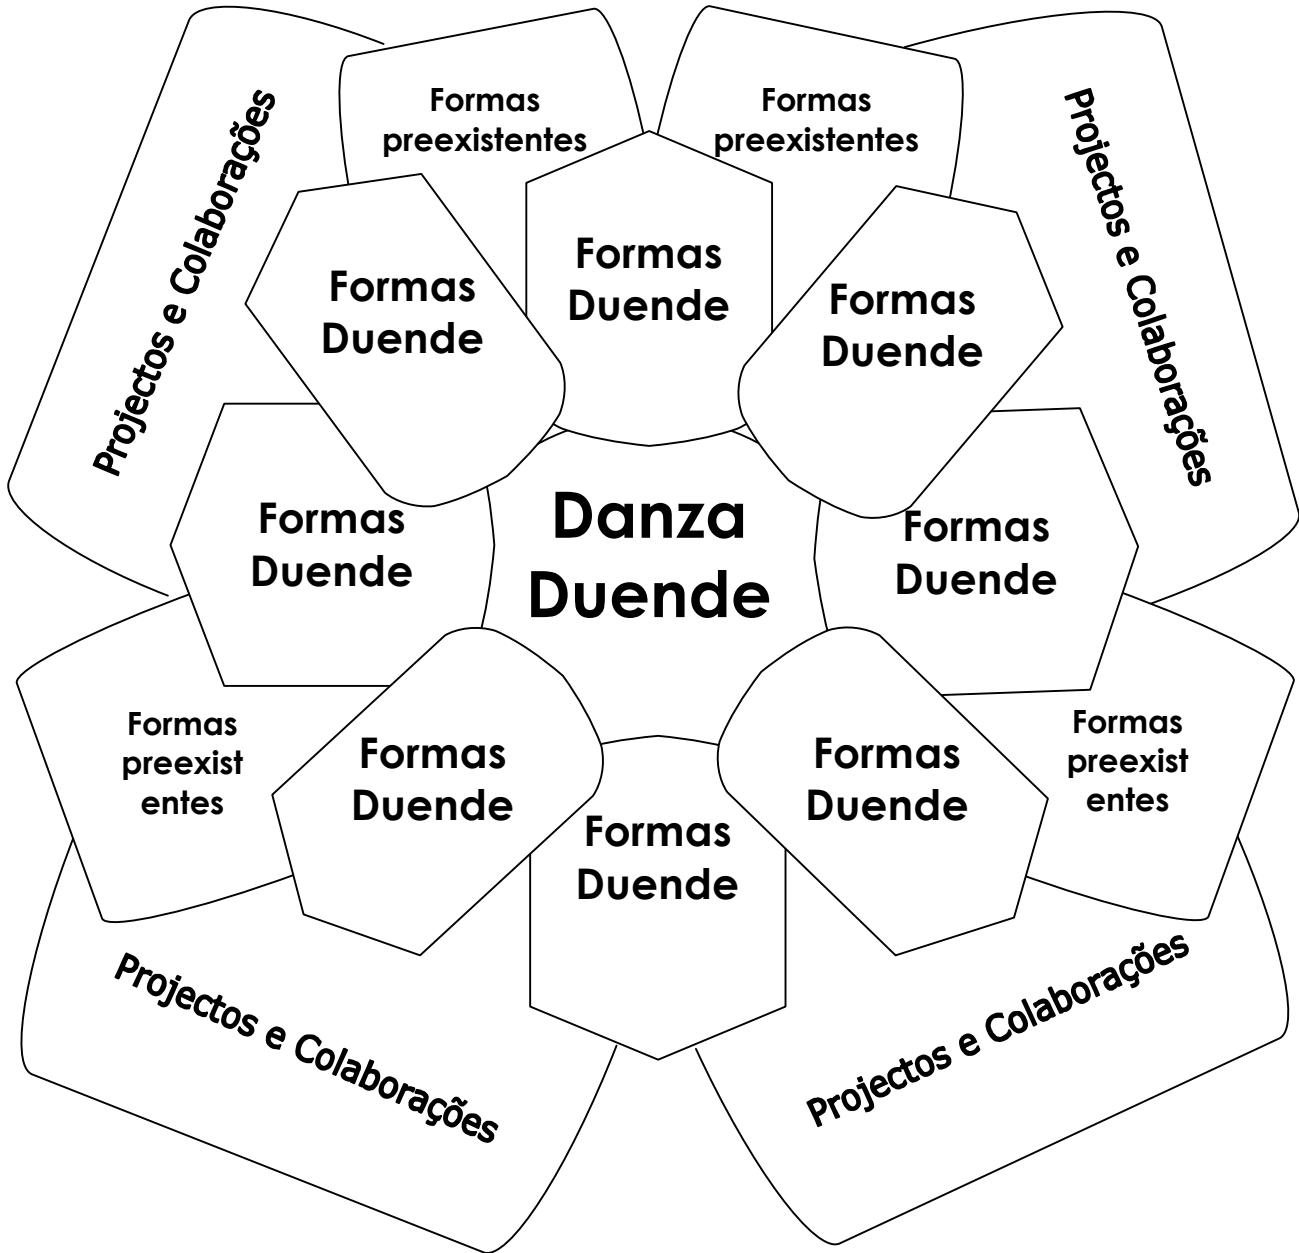 Formas
preexistentes
Formas
preexistentes
Projectos e Colaborações
Projectos e Colaborações
Formas
Duende
Formas
Duende
Formas
Duende
Formas
Duende
Danza
Duende
Formas
Duende
Formas
preexist
entes
Formas
Duende
Formas
Duende
Formas
preexist
entes
Formas
Duende
Projectos e Colaborações
Projectos e Colaborações